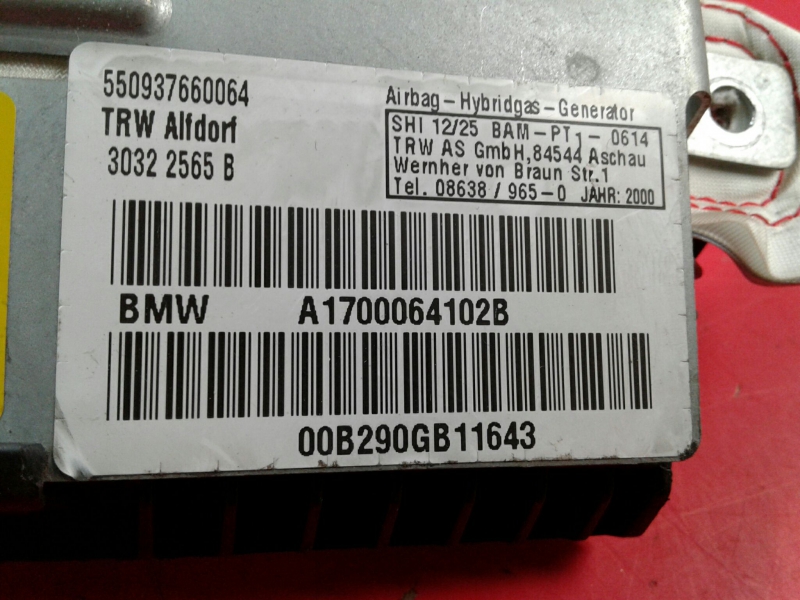 550937660064
TRW Alfdorf
3032 2565 B
Airbag-Hybridgas-Generator
SHI 12/25 BAM-PT1-0614
TRW AS GmbH,84544 Aschau
Wernher von Braun Str.1
Tel. 08638 / 965-0 JAHR: 2000
BMW A1700064102B
00B290GB11643